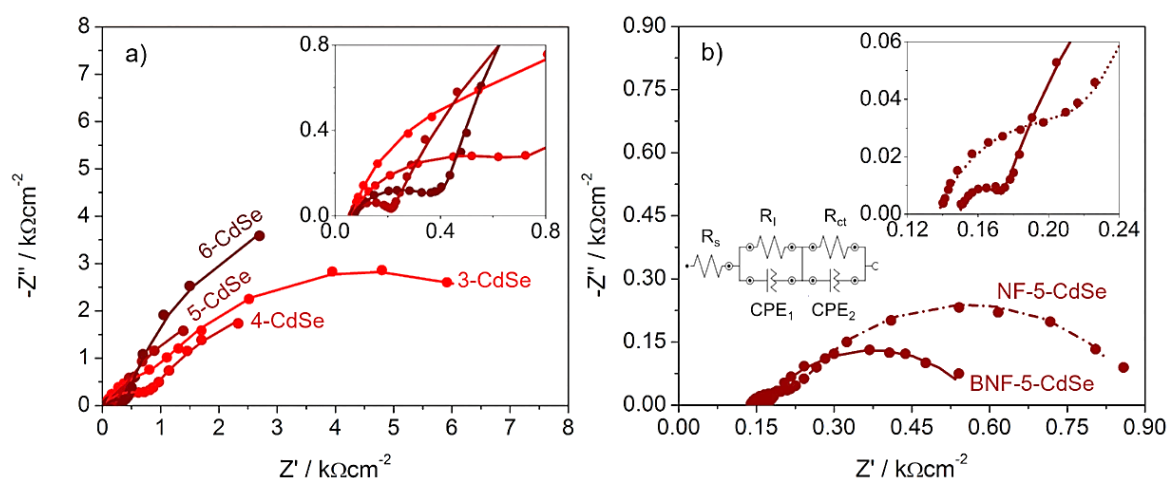 a)
-Z'' / kΩcm-2
8
7
6
5
4
3
2
1
0
0 1 2 3 4 5 6 7 8
Z' / kΩcm-2
0.8
0.4
0.0
0.0 0.2 0.4 0.6 0.8
6-CdSe
5-CdSe
4-CdSe
3-CdSe
b)
-Z'' / kΩcm-2
0.90
0.75
0.60
0.45
0.30
0.15
0.00
0.00 0.15 0.30 0.45 0.60 0.75 0.90
Z' / kΩcm-2
0.06
0.04
0.02
0.00
0.12 0.16 0.20 0.24
Rs
Rl
Rct
CPE1
CPE2
NF-5-CdSe
BNF-5-CdSe